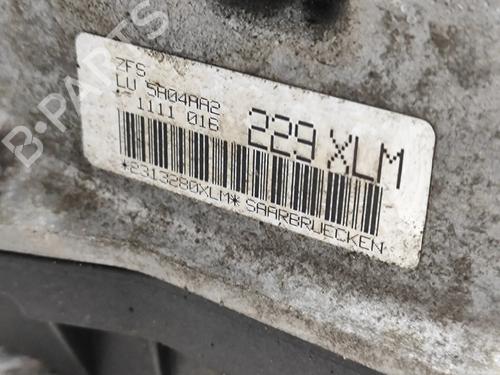 ZFS
LU 5A04AA2
1111 016
229 XLM
*2313280XLM* SAARBRUECKEN
B-PARTS